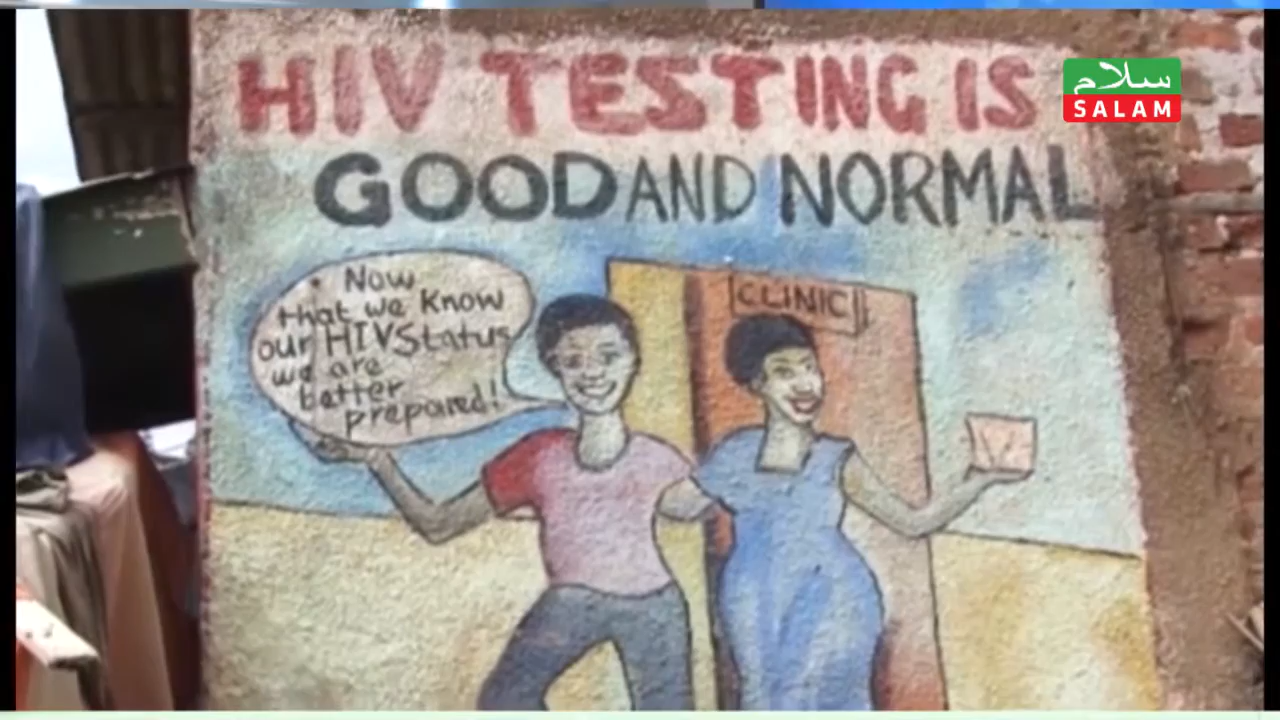 HIV TESTING IS
سلام
SALAM
GOOD AND NORMAL
CLINIC
Now
that we know
our HIV Status
we are
better
prepared!